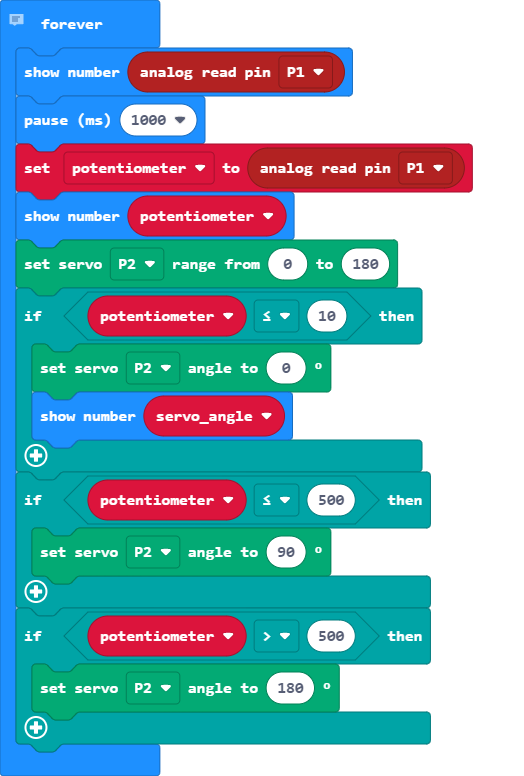 forever
show number analog read pin P1
pause (ms) 1000
set potentiometer to analog read pin P1
show number potentiometer
set servo P2 range from 0 to 180
if potentiometer ≤ 10 then
set servo P2 angle to 0 °
show number servo_angle
if potentiometer ≤ 500 then
set servo P2 angle to 90 °
if potentiometer > 500 then
set servo P2 angle to 180 °